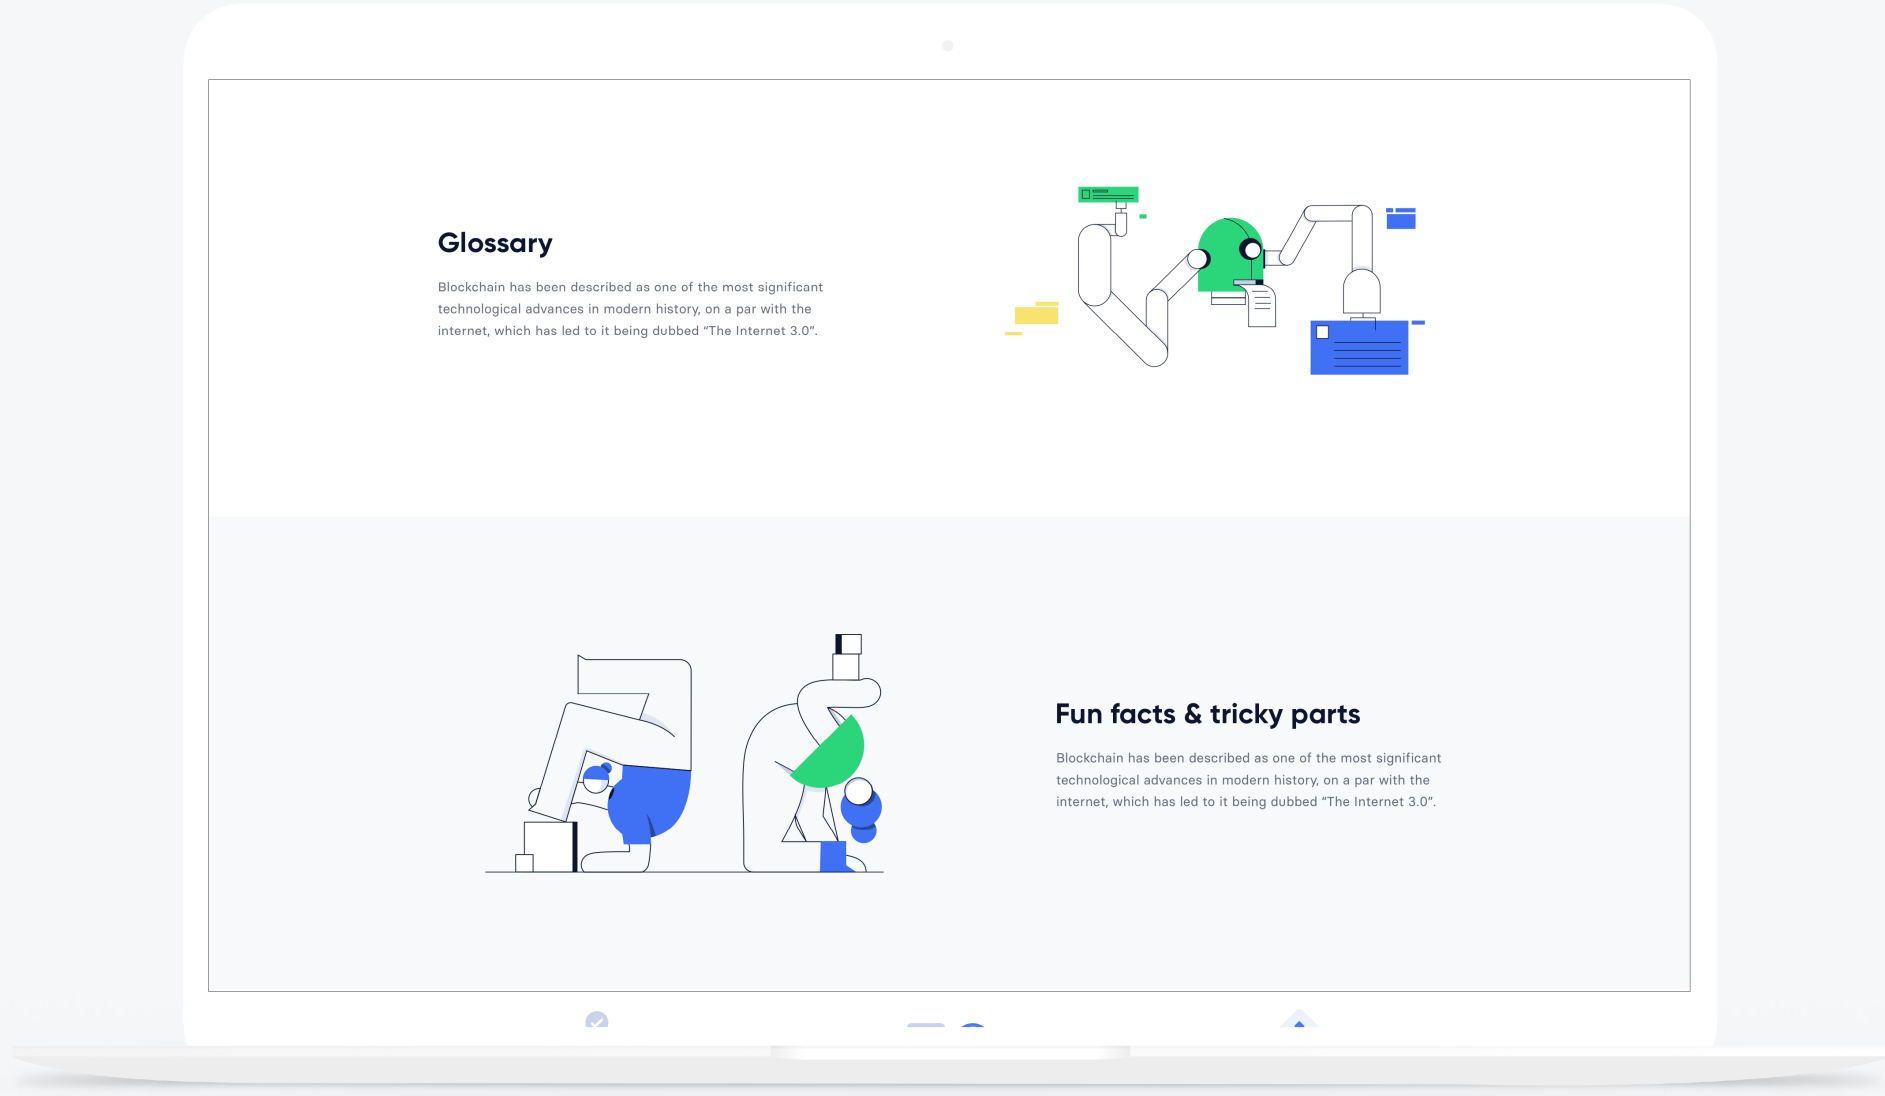 Glossary
Blockchain has been described as one of the most significant
technological advances in modern history, on a par with the
internet, which has led to it being dubbed “The Internet 3.0”.
Fun facts & tricky parts
Blockchain has been described as one of the most significant
technological advances in modern history, on a par with the
internet, which has led to it being dubbed “The Internet 3.0”.